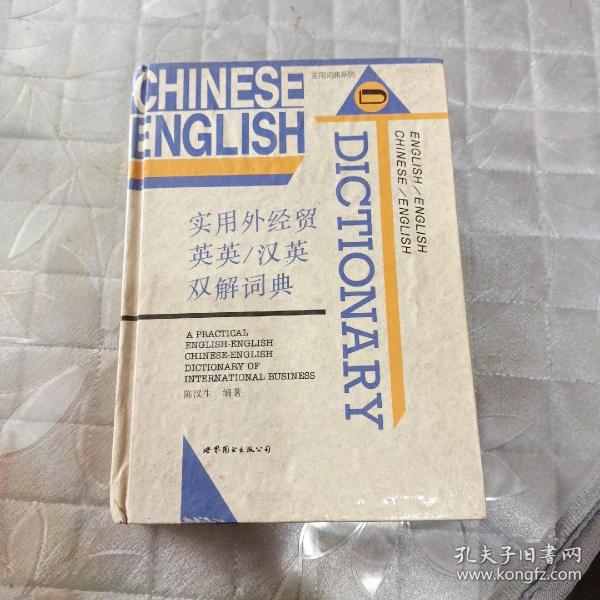 CHINESE
ENGLISH
实用词典系列
D
DICTIONARY
ENGLISH/ENGLISH
CHINESE/ENGLISH
实用外经贸
英英/汉英
双解词典
A PRACTICAL
ENGLISH-ENGLISH
CHINESE-ENGLISH
DICTIONARY OF
INTERNATIONAL BUSINESS
陈汉生 编著
世界图书出版公司
孔夫子旧书网
www.kongfz.com